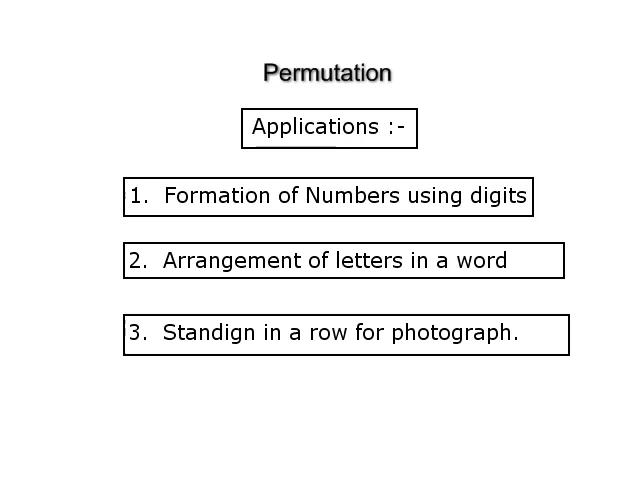 Permutation
Applications :-
1. Formation of Numbers using digits
2. Arrangement of letters in a word
3. Standign in a row for photograph.